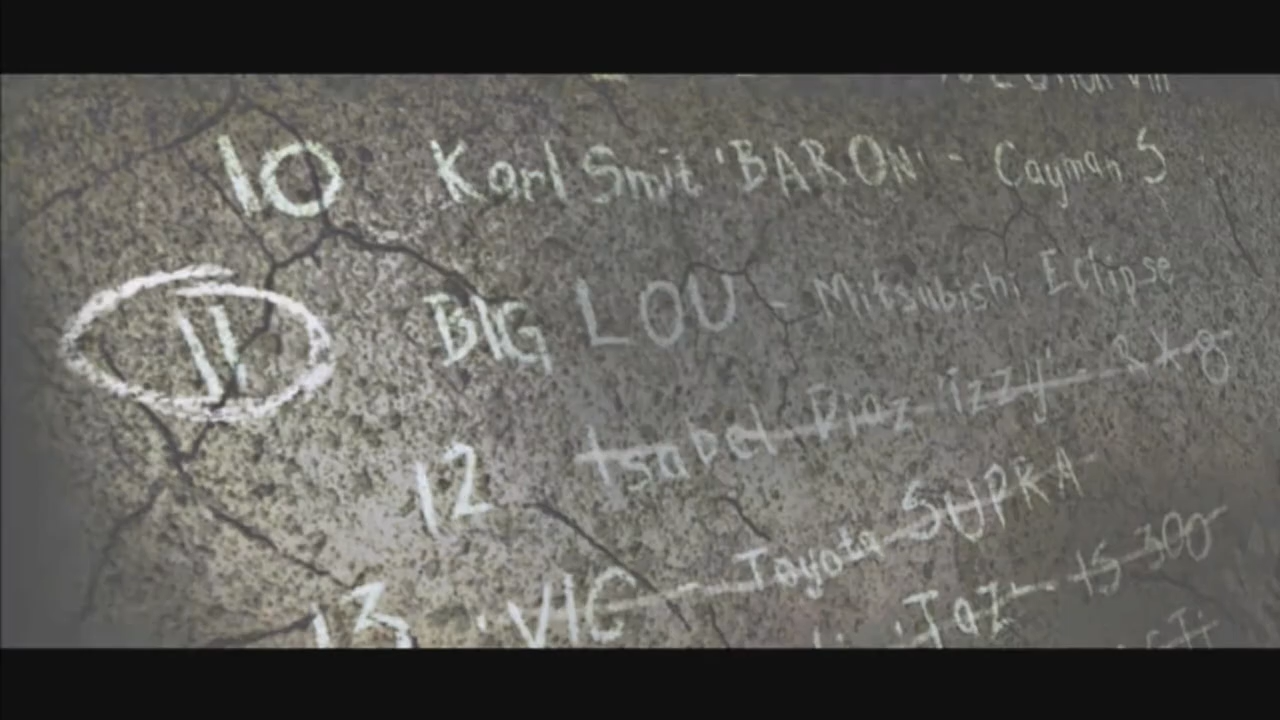 10 Karl Smit 'BARON' - Cayman S
11 BIG LOU - Mitsubishi Eclipse
12 Isabel Diaz 'izzy' - RX-8
13 'VIC' - Toyota SUPRA
'Taz' - IS 300